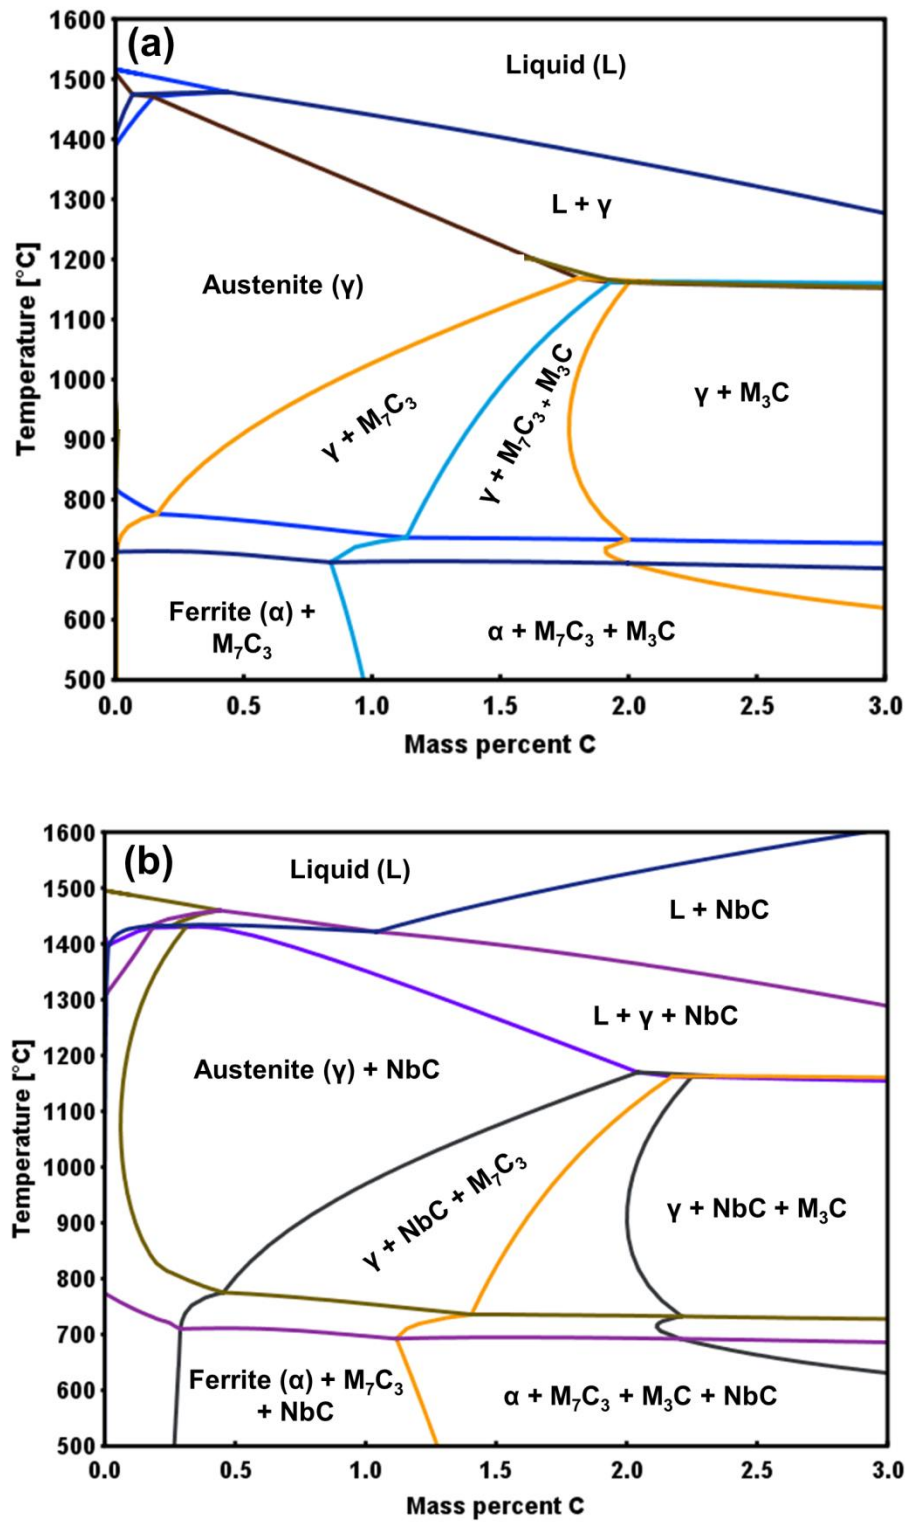 (a)
Liquid (L)
L + γ
Austenite (γ)
γ + M₇C₃
γ + M₇C₃ + M₃C
γ + M₃C
Ferrite (α) +
M₇C₃
α + M₇C₃ + M₃C
1600
1500
1400
1300
1200
1100
1000
900
800
700
600
500
Temperature [°C]
0.0 0.5 1.0 1.5 2.0 2.5 3.0
Mass percent C
(b)
Liquid (L)
L + NbC
L + γ + NbC
Austenite (γ) + NbC
γ + NbC + M₇C₃
γ + NbC + M₃C
Ferrite (α) + M₇C₃
+ NbC
α + M₇C₃ + M₃C + NbC
1600
1500
1400
1300
1200
1100
1000
900
800
700
600
500
Temperature [°C]
0.0 0.5 1.0 1.5 2.0 2.5 3.0
Mass percent C